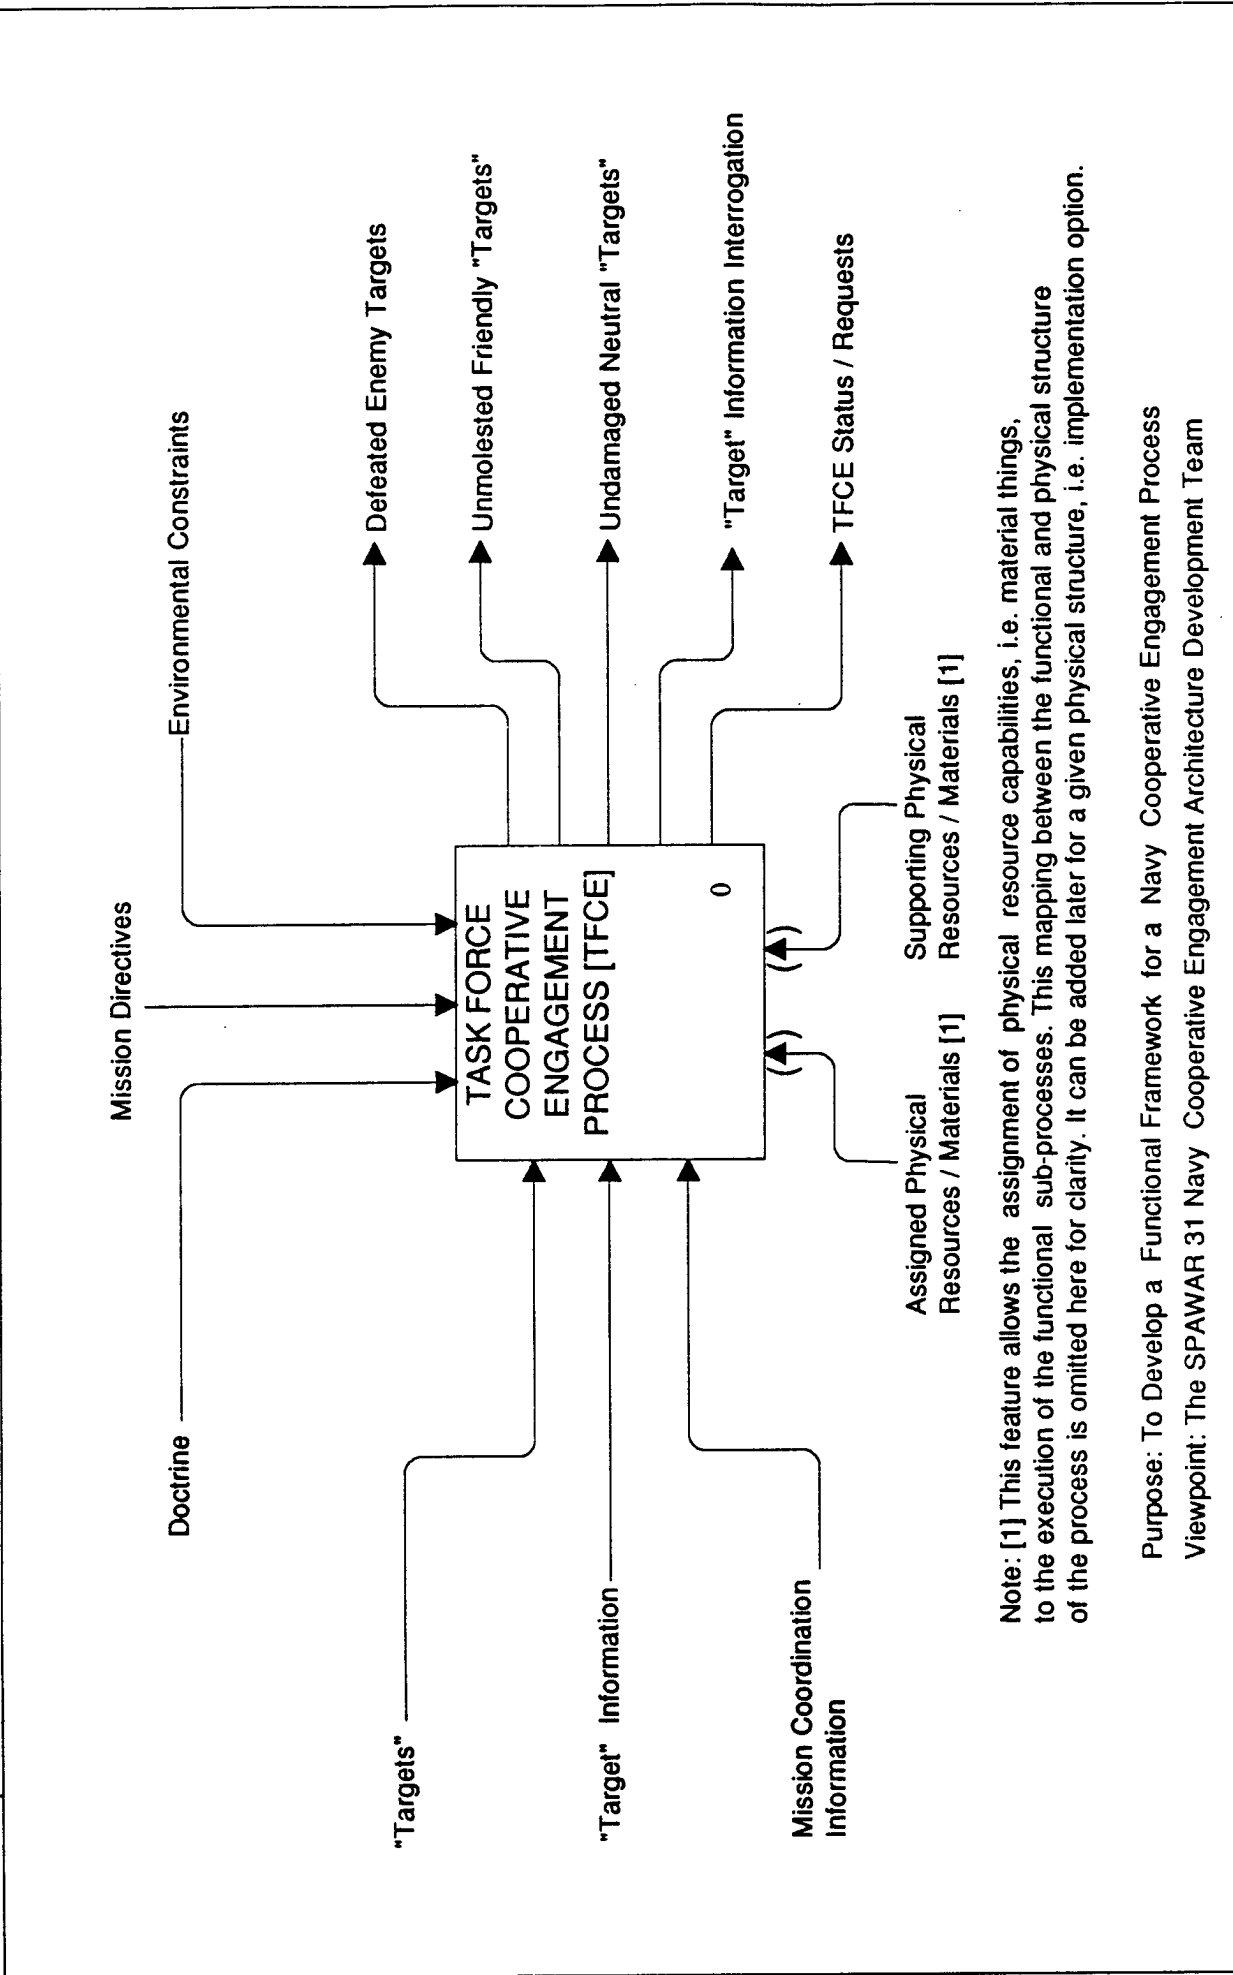 Mission Directives
Doctrine
Environmental Constraints
"Targets"
"Target" Information
Mission Coordination
Information
TASK FORCE
COOPERATIVE
ENGAGEMENT
PROCESS [TFCE]
0
Defeated Enemy Targets
Unmolested Friendly "Targets"
Undamaged Neutral "Targets"
"Target" Information Interrogation
TFCE Status / Requests
Assigned Physical
Resources / Materials [1]
Supporting Physical
Resources / Materials [1]
Note: [1] This feature allows the assignment of physical resource capabilities, i.e. material things,
to the execution of the functional sub-processes. This mapping between the functional and physical structure
of the process is omitted here for clarity. It can be added later for a given physical structure, i.e. implementation option.
Purpose: To Develop a Functional Framework for a Navy Cooperative Engagement Process
Viewpoint: The SPAWAR 31 Navy Cooperative Engagement Architecture Development Team